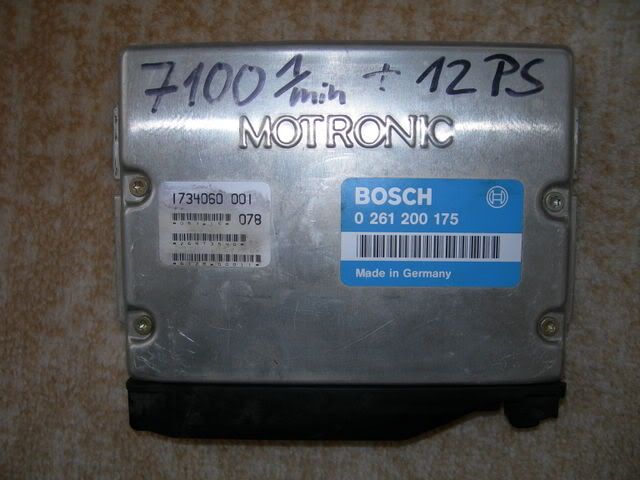 7100 1/min + 12 PS
MOTRONIC
1734060 001
078
BOSCH
0 261 200 175
Made in Germany